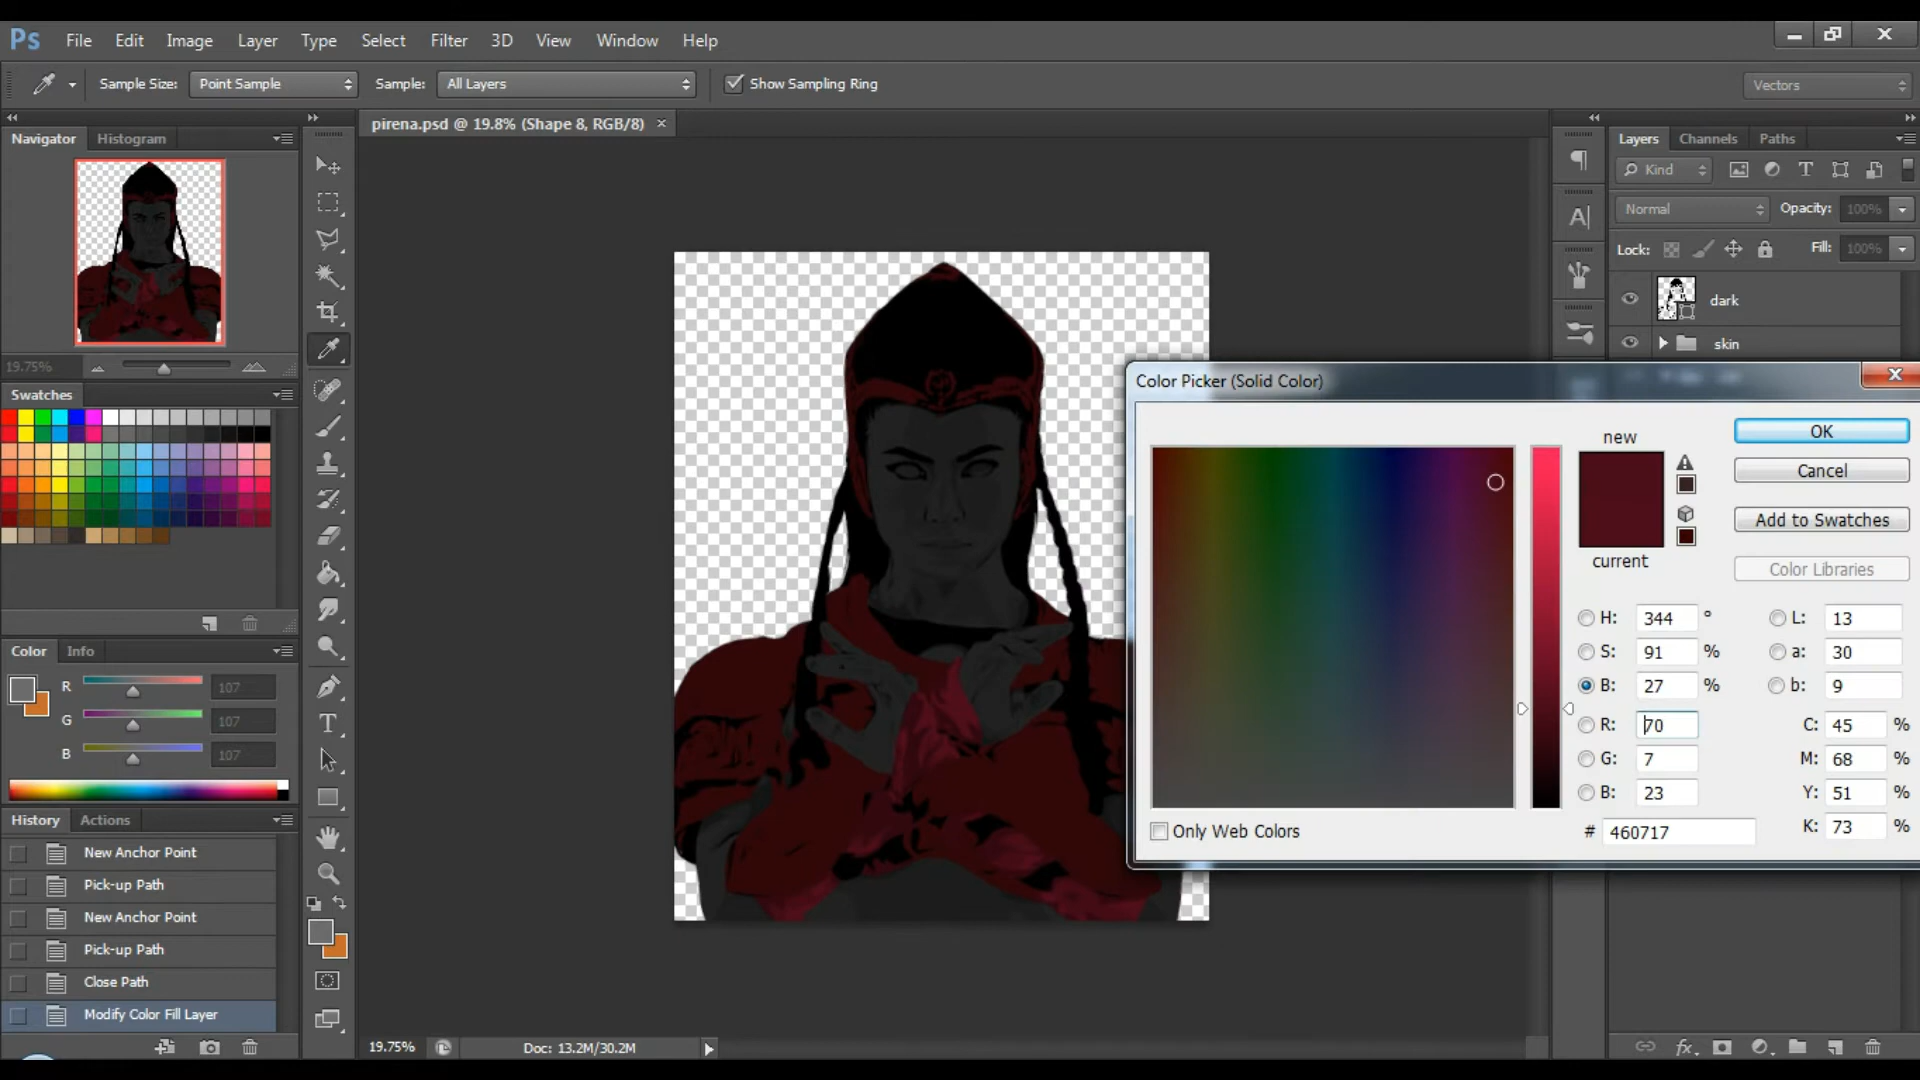 Ps File Edit Image Layer Type Select Filter 3D View Window Help
Sample Size: Point Sample Sample: All Layers Show Sampling Ring Vectors
Navigator Histogram
pirena.psd @ 19.8% (Shape 8, RGB/8) ×
Layers Channels Paths
Kind
Normal Opacity: 100%
Lock: Fill: 100%
dark
skin
19.75%
Swatches
Color Picker (Solid Color)
new
OK
Cancel
Add to Swatches
current
Color Libraries
H: 344 °
S: 91 %
B: 27 %
R: 70
G: 7
B: 23
# 460717
L: 13
a: 30
b: 9
C: 45 %
M: 68 %
Y: 51 %
K: 73 %
Only Web Colors
Color Info
R 107
G 107
B 107
History Actions
New Anchor Point
Pick-up Path
New Anchor Point
Pick-up Path
Close Path
Modify Color Fill Layer
19.75% Doc: 13.2M/30.2M
fx